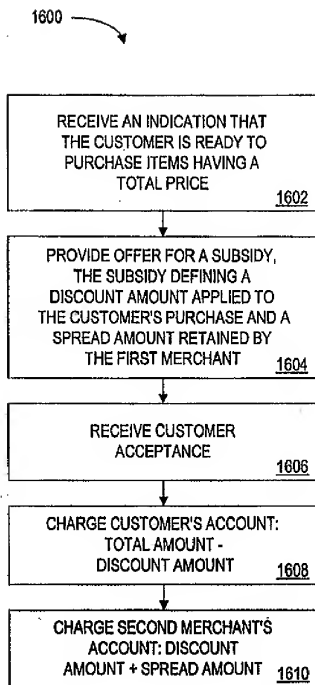 1600
RECEIVE AN INDICATION THAT
THE CUSTOMER IS READY TO
PURCHASE ITEMS HAVING A
TOTAL PRICE
1602
PROVIDE OFFER FOR A SUBSIDY,
THE SUBSIDY DEFINING A
DISCOUNT AMOUNT APPLIED TO
THE CUSTOMER'S PURCHASE AND A
SPREAD AMOUNT RETAINED BY
THE FIRST MERCHANT
1604
RECEIVE CUSTOMER
ACCEPTANCE
1606
CHARGE CUSTOMER'S ACCOUNT:
TOTAL AMOUNT -
DISCOUNT AMOUNT
1608
CHARGE SECOND MERCHANT'S
ACCOUNT: DISCOUNT
AMOUNT + SPREAD AMOUNT
1610